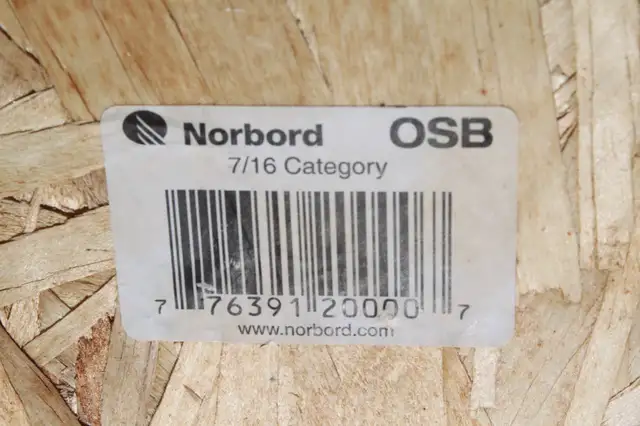 Norbord OSB
7/16 Category
7 76391 20000 7
www.norbord.com